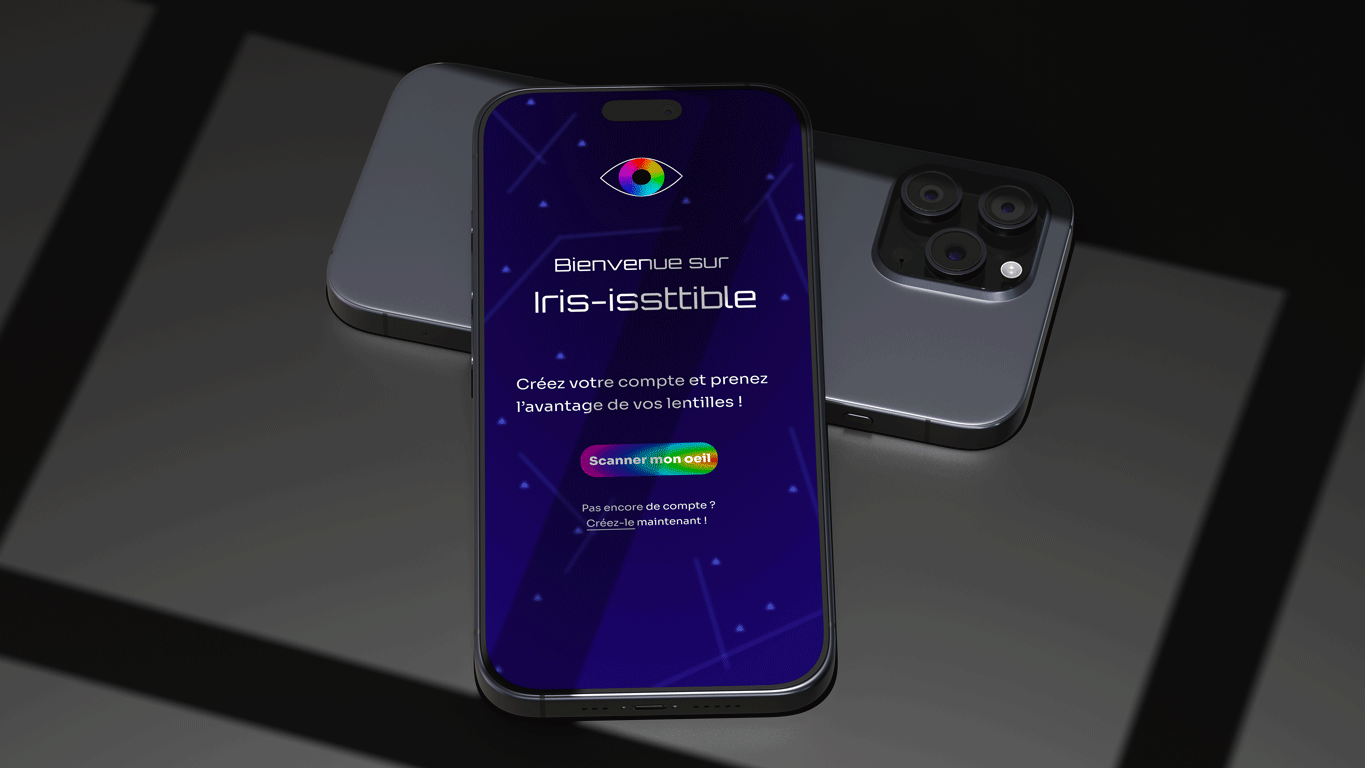 Bienvenue sur
Iris-issttible
Créez votre compte et prenez
l'avantage de vos lentilles !
Scanner mon oeil
Pas encore de compte ?
Créez-le maintenant !